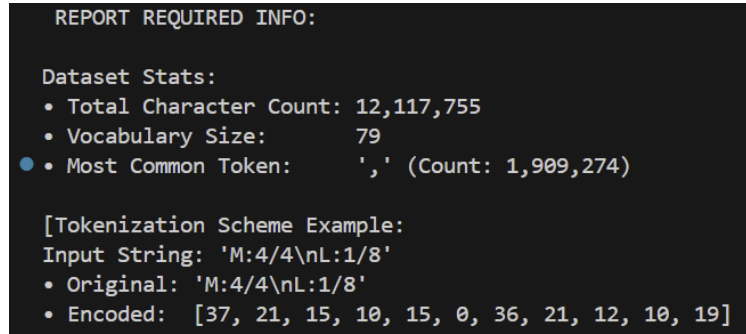 REPORT REQUIRED INFO:
Dataset Stats:
• Total Character Count: 12,117,755
• Vocabulary Size: 79
• Most Common Token: ',' (Count: 1,909,274)
[Tokenization Scheme Example:
Input String: 'M:4/4\nL:1/8'
• Original: 'M:4/4\nL:1/8'
• Encoded: [37, 21, 15, 10, 15, 0, 36, 21, 12, 10, 19]